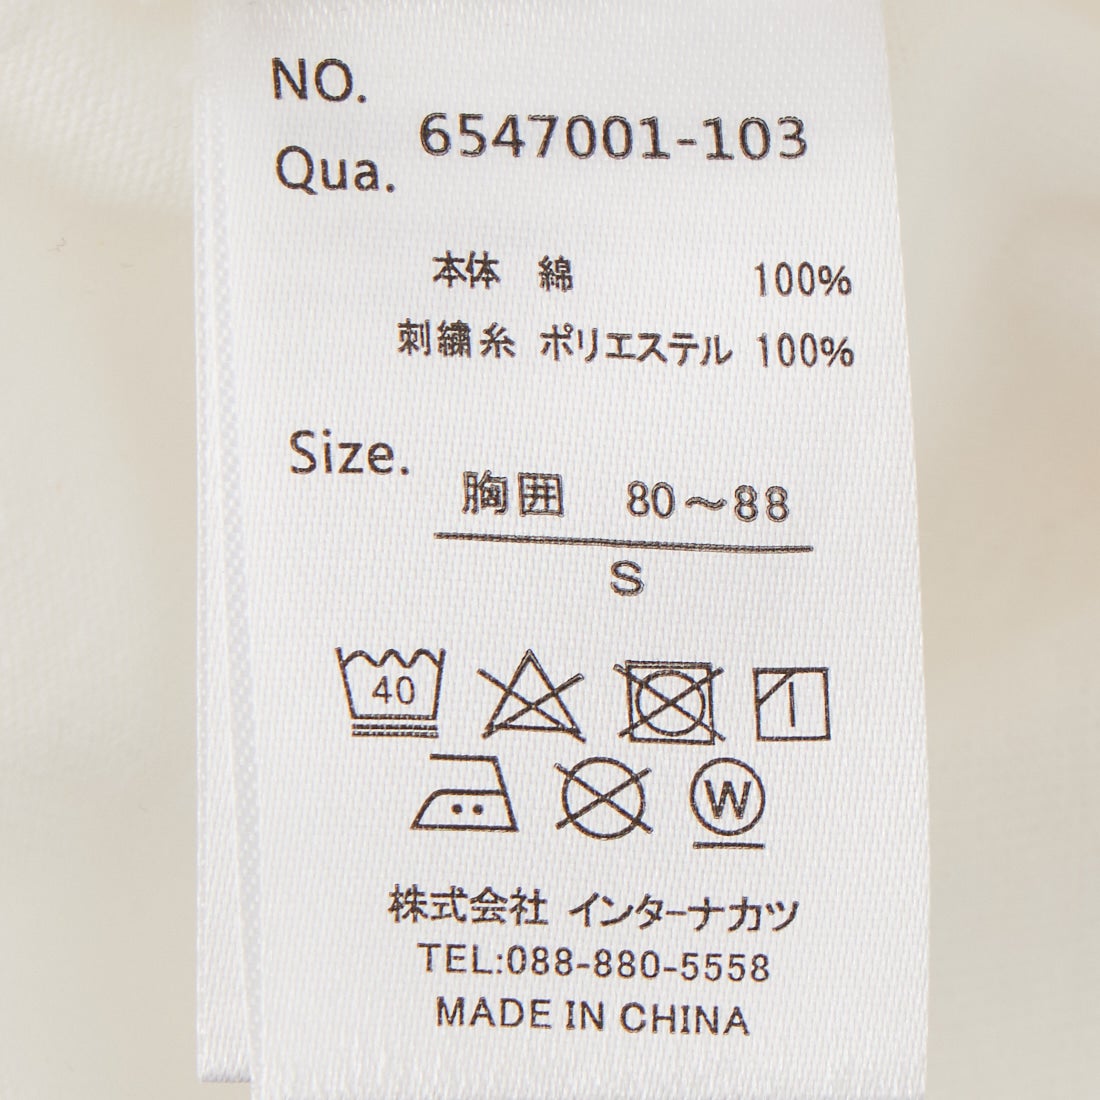 NO.
6547001-103
Qua.
本体 綿 100%
刺繍糸 ポリエステル 100%
Size.
胸囲 80～88
S
40
W
株式会社 インターナカツ
TEL:088-880-5558
MADE IN CHINA